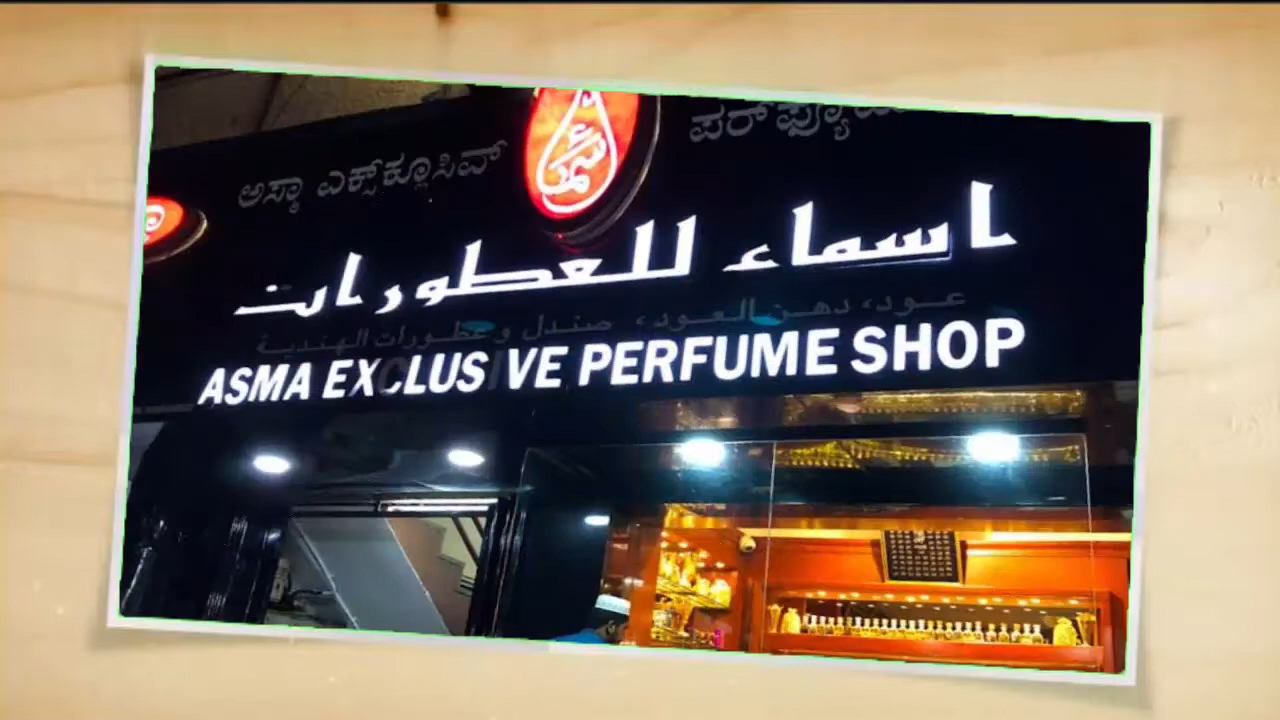 ಅಸ್ಮಾ ಎಕ್ಸ್‌ಕ್ಲೂಸಿವ್
اسماء للعطورات
عود، دهن العود، صندل وعطورات الهندية
ASMA EXCLUSIVE PERFUME SHOP